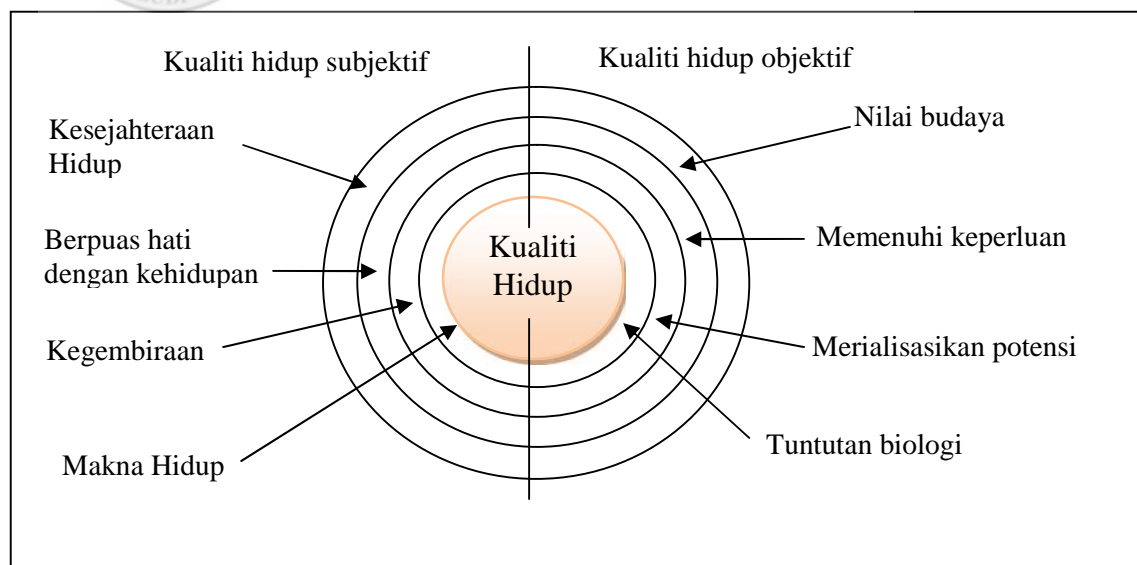 Kualiti hidup subjektif
Kualiti hidup objektif
Kesejahteraan
Hidup
Nilai budaya
Berpuas hati
dengan kehidupan
Memenuhi keperluan
Kualiti
Hidup
Kegembiraan
Merialisasikan potensi
Makna Hidup
Tuntutan biologi